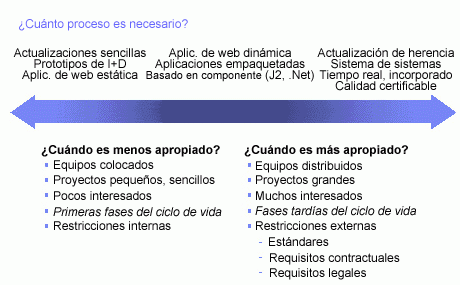 ¿Cuánto proceso es necesario?
Actualizaciones sencillas
Prototipos de I+D
Aplic. de web estática
Aplic. de web dinámica
Aplicaciones empaquetadas
Basado en componente (J2, .Net)
Actualización de herencia
Sistema de sistemas
Tiempo real, incorporado
Calidad certificable
¿Cuándo es menos apropiado?
Equipos colocados
Proyectos pequeños, sencillos
Pocos interesados
Primeras fases del ciclo de vida
Restricciones internas
¿Cuándo es más apropiado?
Equipos distribuidos
Proyectos grandes
Muchos interesados
Fases tardías del ciclo de vida
Restricciones externas
- Estándares
- Requisitos contractuales
- Requisitos legales